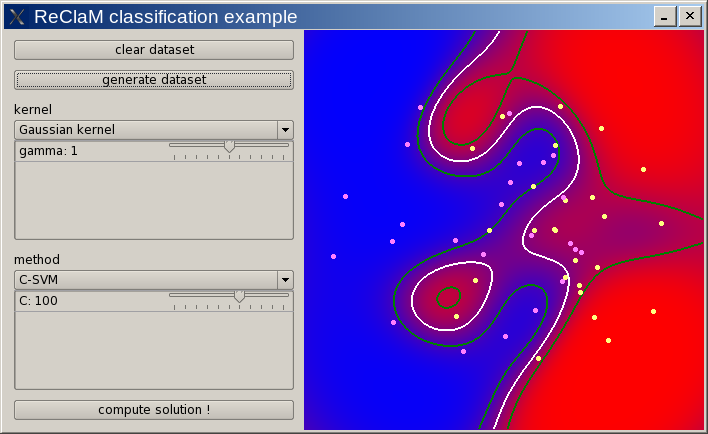 ReClaM classification example
clear dataset
generate dataset
kernel
Gaussian kernel
gamma: 1
method
C-SVM
C: 100
compute solution !